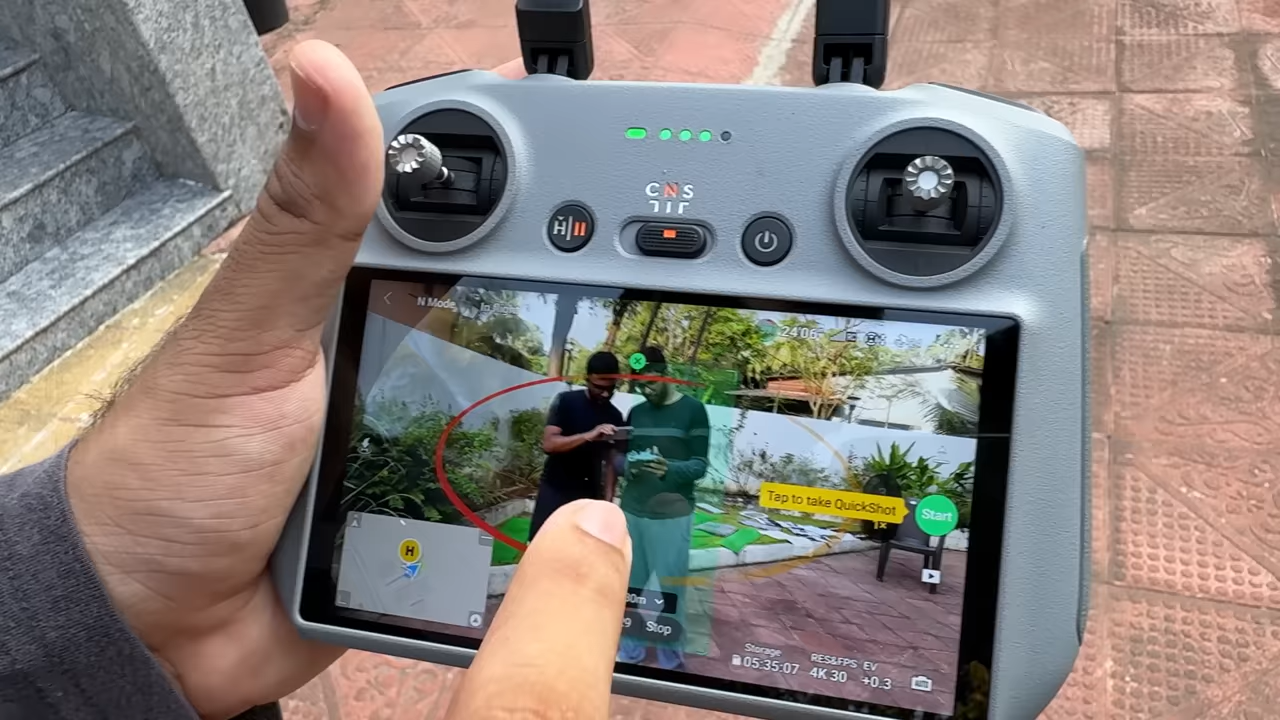 C N S
H
N Mode
24:06
H
Tap to take QuickShot
Start
Stop
Storage
05:35:07
RES&FPS
4K 30
EV
+0.3
AUTO